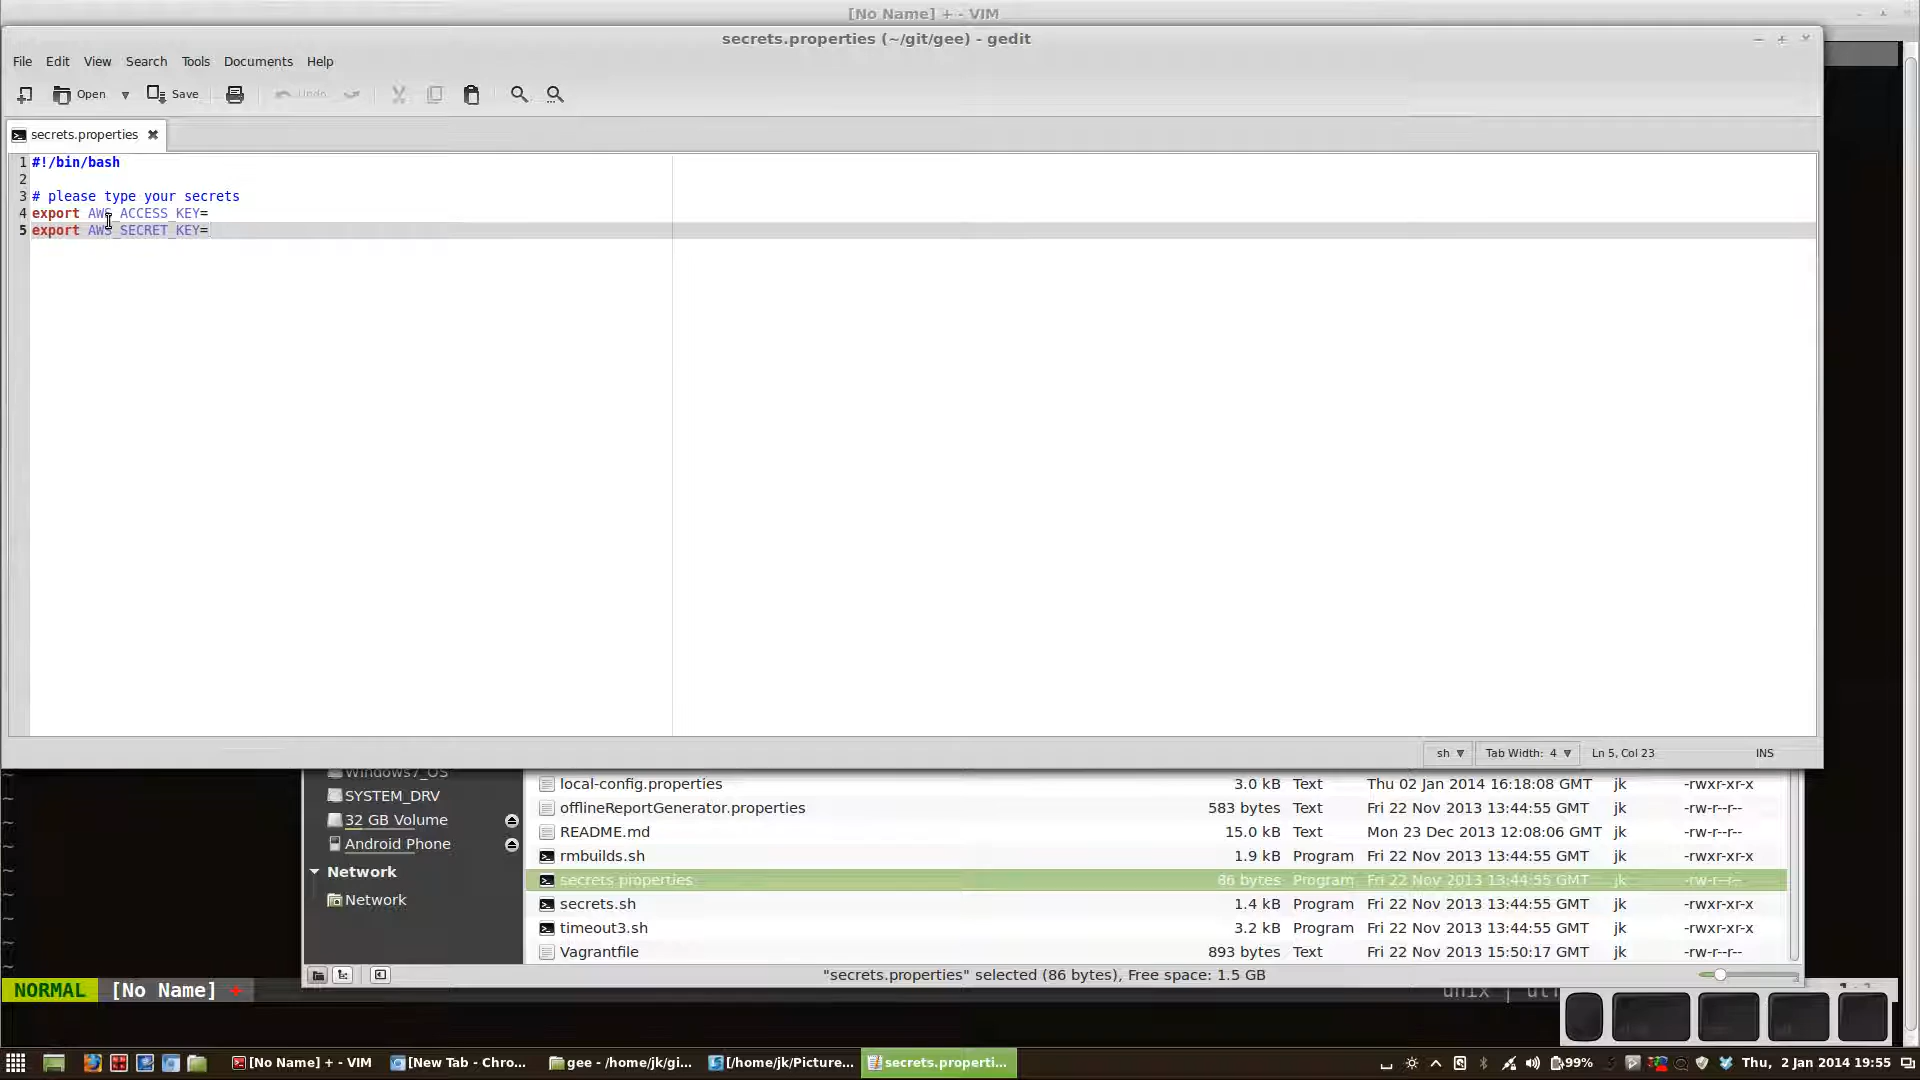 [No Name] + - VIM
secrets.properties (~/git/gee) - gedit
File Edit View Search Tools Documents Help
Open Save Undo
secrets.properties
1 #!/bin/bash
2
3 # please type your secrets
4 export AWS_ACCESS_KEY=
5 export AWS_SECRET_KEY=
sh Tab Width: 4 Ln 5, Col 23 INS
Windows7_OS
SYSTEM_DRV
32 GB Volume
Android Phone
Network
Network
local-config.properties 3.0 kB Text Thu 02 Jan 2014 16:18:08 GMT jk -rwxr-xr-x
offlineReportGenerator.properties 583 bytes Text Fri 22 Nov 2013 13:44:55 GMT jk -rw-r--r--
README.md 15.0 kB Text Mon 23 Dec 2013 12:08:06 GMT jk -rw-r--r--
rmbuilds.sh 1.9 kB Program Fri 22 Nov 2013 13:44:55 GMT jk -rwxr-xr-x
secrets.properties 86 bytes Program Fri 22 Nov 2013 13:44:55 GMT jk -rw-r--r--
secrets.sh 1.4 kB Program Fri 22 Nov 2013 13:44:55 GMT jk -rwxr-xr-x
timeout3.sh 3.2 kB Program Fri 22 Nov 2013 13:44:55 GMT jk -rwxr-xr-x
Vagrantfile 893 bytes Text Fri 22 Nov 2013 15:50:17 GMT jk -rw-r--r--
"secrets.properties" selected (86 bytes), Free space: 1.5 GB
NORMAL [No Name] + unix |
[No Name] + - VIM [New Tab - Chro... gee - /home/jk/gi... [/home/jk/Picture... secrets.properti... 99% Thu, 2 Jan 2014 19:55